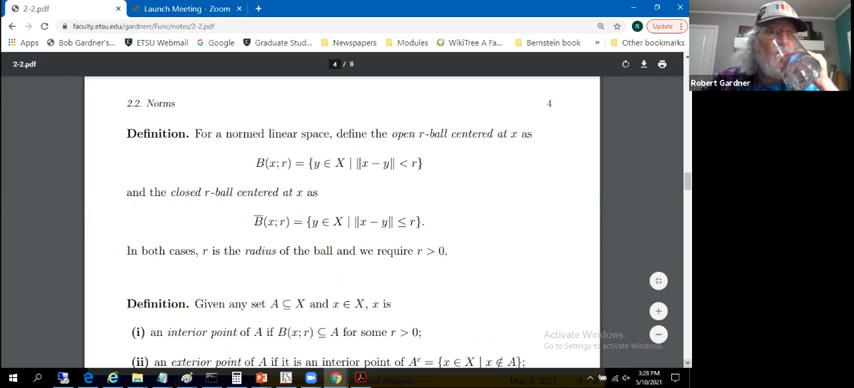 2-2.pdf
Launch Meeting - Zoom
faculty.etsu.edu/gardnerr/Func/notes/2-2.pdf
Update
Apps
Bob Gardner's...
ETSU Webmail
Google
Graduate Stud...
Newspapers
Modules
WikiTree A Fa...
Bernstein book
»
Other bookmarks
2-2.pdf
4 / 8
Robert Gardner
2.2. Norms 4
Definition. For a normed linear space, define the open r-ball centered at x as
B(x; r) = {y ∈ X | ‖x − y‖ < r}
and the closed r-ball centered at x as
B̅(x; r) = {y ∈ X | ‖x − y‖ ≤ r}.
In both cases, r is the radius of the ball and we require r > 0.
Definition. Given any set A ⊆ X and x ∈ X, x is
(i) an interior point of A if B(x; r) ⊆ A for some r > 0;
(ii) an exterior point of A if it is an interior point of Aᶜ = {x ∈ X | x ∉ A};
Activate Windows
Go to Settings to activate Windows.
3:28 PM
5/10/2021
May 9, 2021